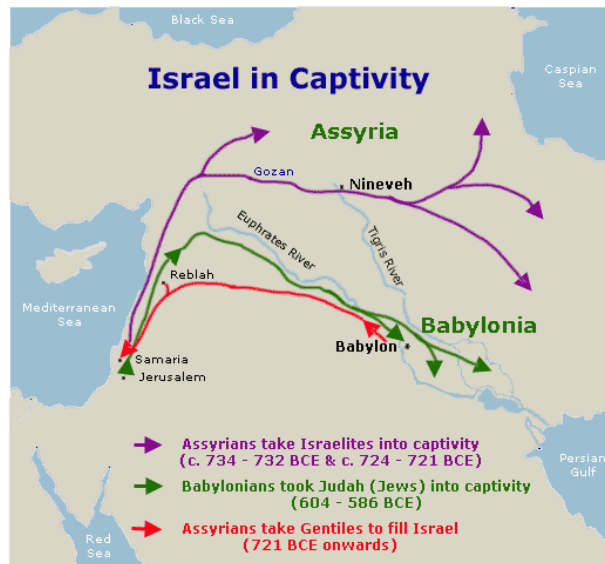 Black Sea
Caspian
Sea
Israel in Captivity
Assyria
Gozan
Nineveh
Euphrates River
Tigris River
Reblah
Mediterranean
Sea
Babylonia
Babylon
Samaria
Jerusalem
Assyrians take Israelites into captivity
(c. 734 - 732 BCE & c. 724 - 721 BCE)
Persian
Gulf
Babylonians took Judah (Jews) into captivity
(604 - 586 BCE)
Assyrians take Gentiles to fill Israel
(721 BCE onwards)
Red
Sea